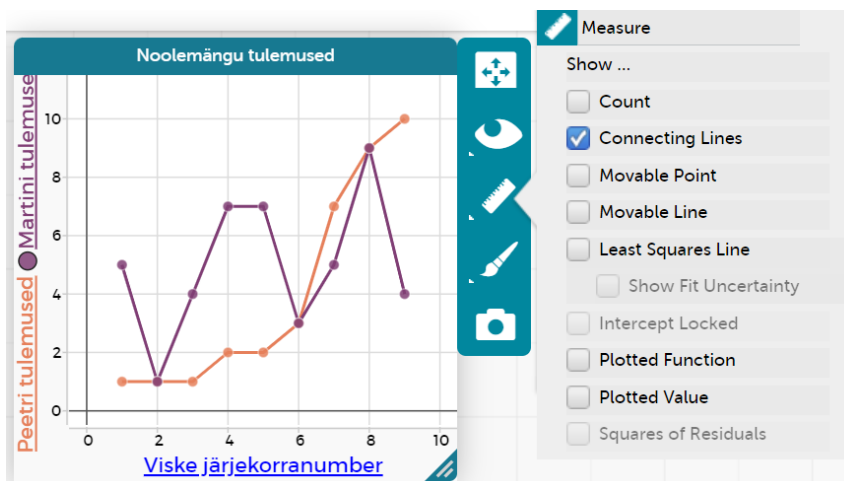 Noolemängu tulemused
Peetri tulemused Martini tulemuse
10
8
6
4
2
0
0 2 4 6 8 10
Viske järjekorranumber
Measure
Show ...
Count
Connecting Lines
Movable Point
Movable Line
Least Squares Line
Show Fit Uncertainty
Intercept Locked
Plotted Function
Plotted Value
Squares of Residuals